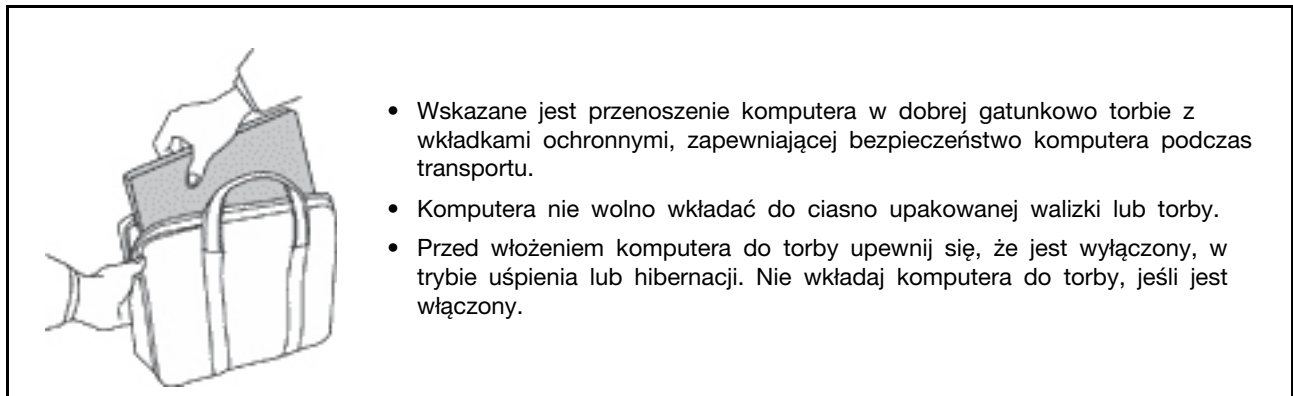 • Wskazane jest przenoszenie komputera w dobrej gatunkowo torbie z
wkładkami ochronnymi, zapewniającej bezpieczeństwo komputera podczas
transportu.
• Komputera nie wolno wkładać do ciasno upakowanej walizki lub torby.
• Przed włożeniem komputera do torby upewnij się, że jest wyłączony, w
trybie uśpienia lub hibernacji. Nie wkładaj komputera do torby, jeśli jest
włączony.